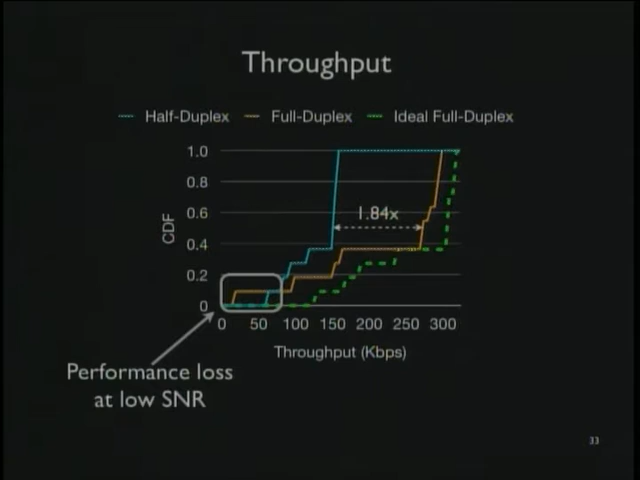 Throughput
Half-Duplex Full-Duplex Ideal Full-Duplex
1.0
0.8
0.6
0.4
0.2
0
CDF
1.84x
0 50 100 150 200 250 300
Throughput (Kbps)
Performance loss
at low SNR
33